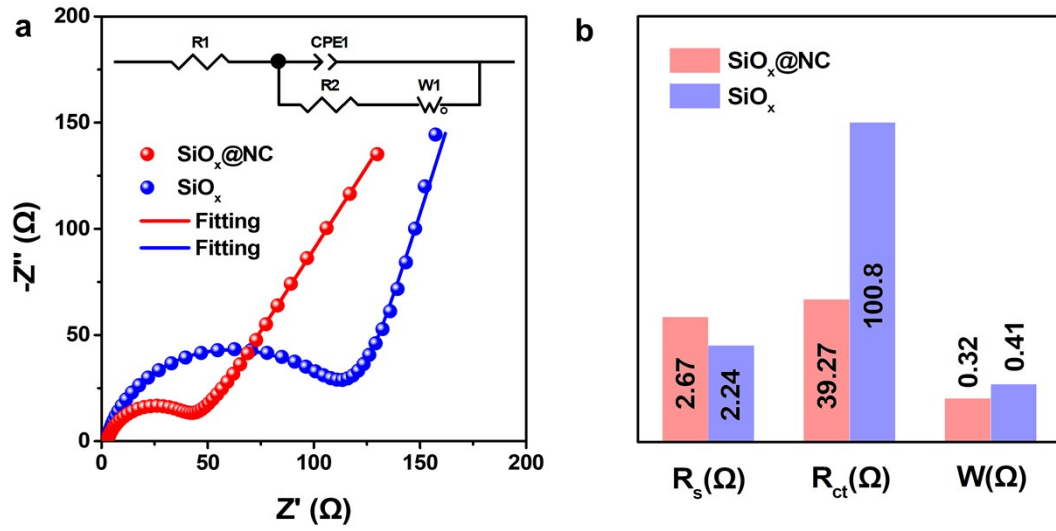 a
200
150
100
50
0
-Z'' (Ω)
R1
CPE1
R2
W1
SiOx@NC
SiOx
Fitting
Fitting
0 50 100 150 200
Z' (Ω)
b
SiOx@NC
SiOx
2.67
2.24
39.27
100.8
0.32
0.41
Rs(Ω) Rct(Ω) W(Ω)